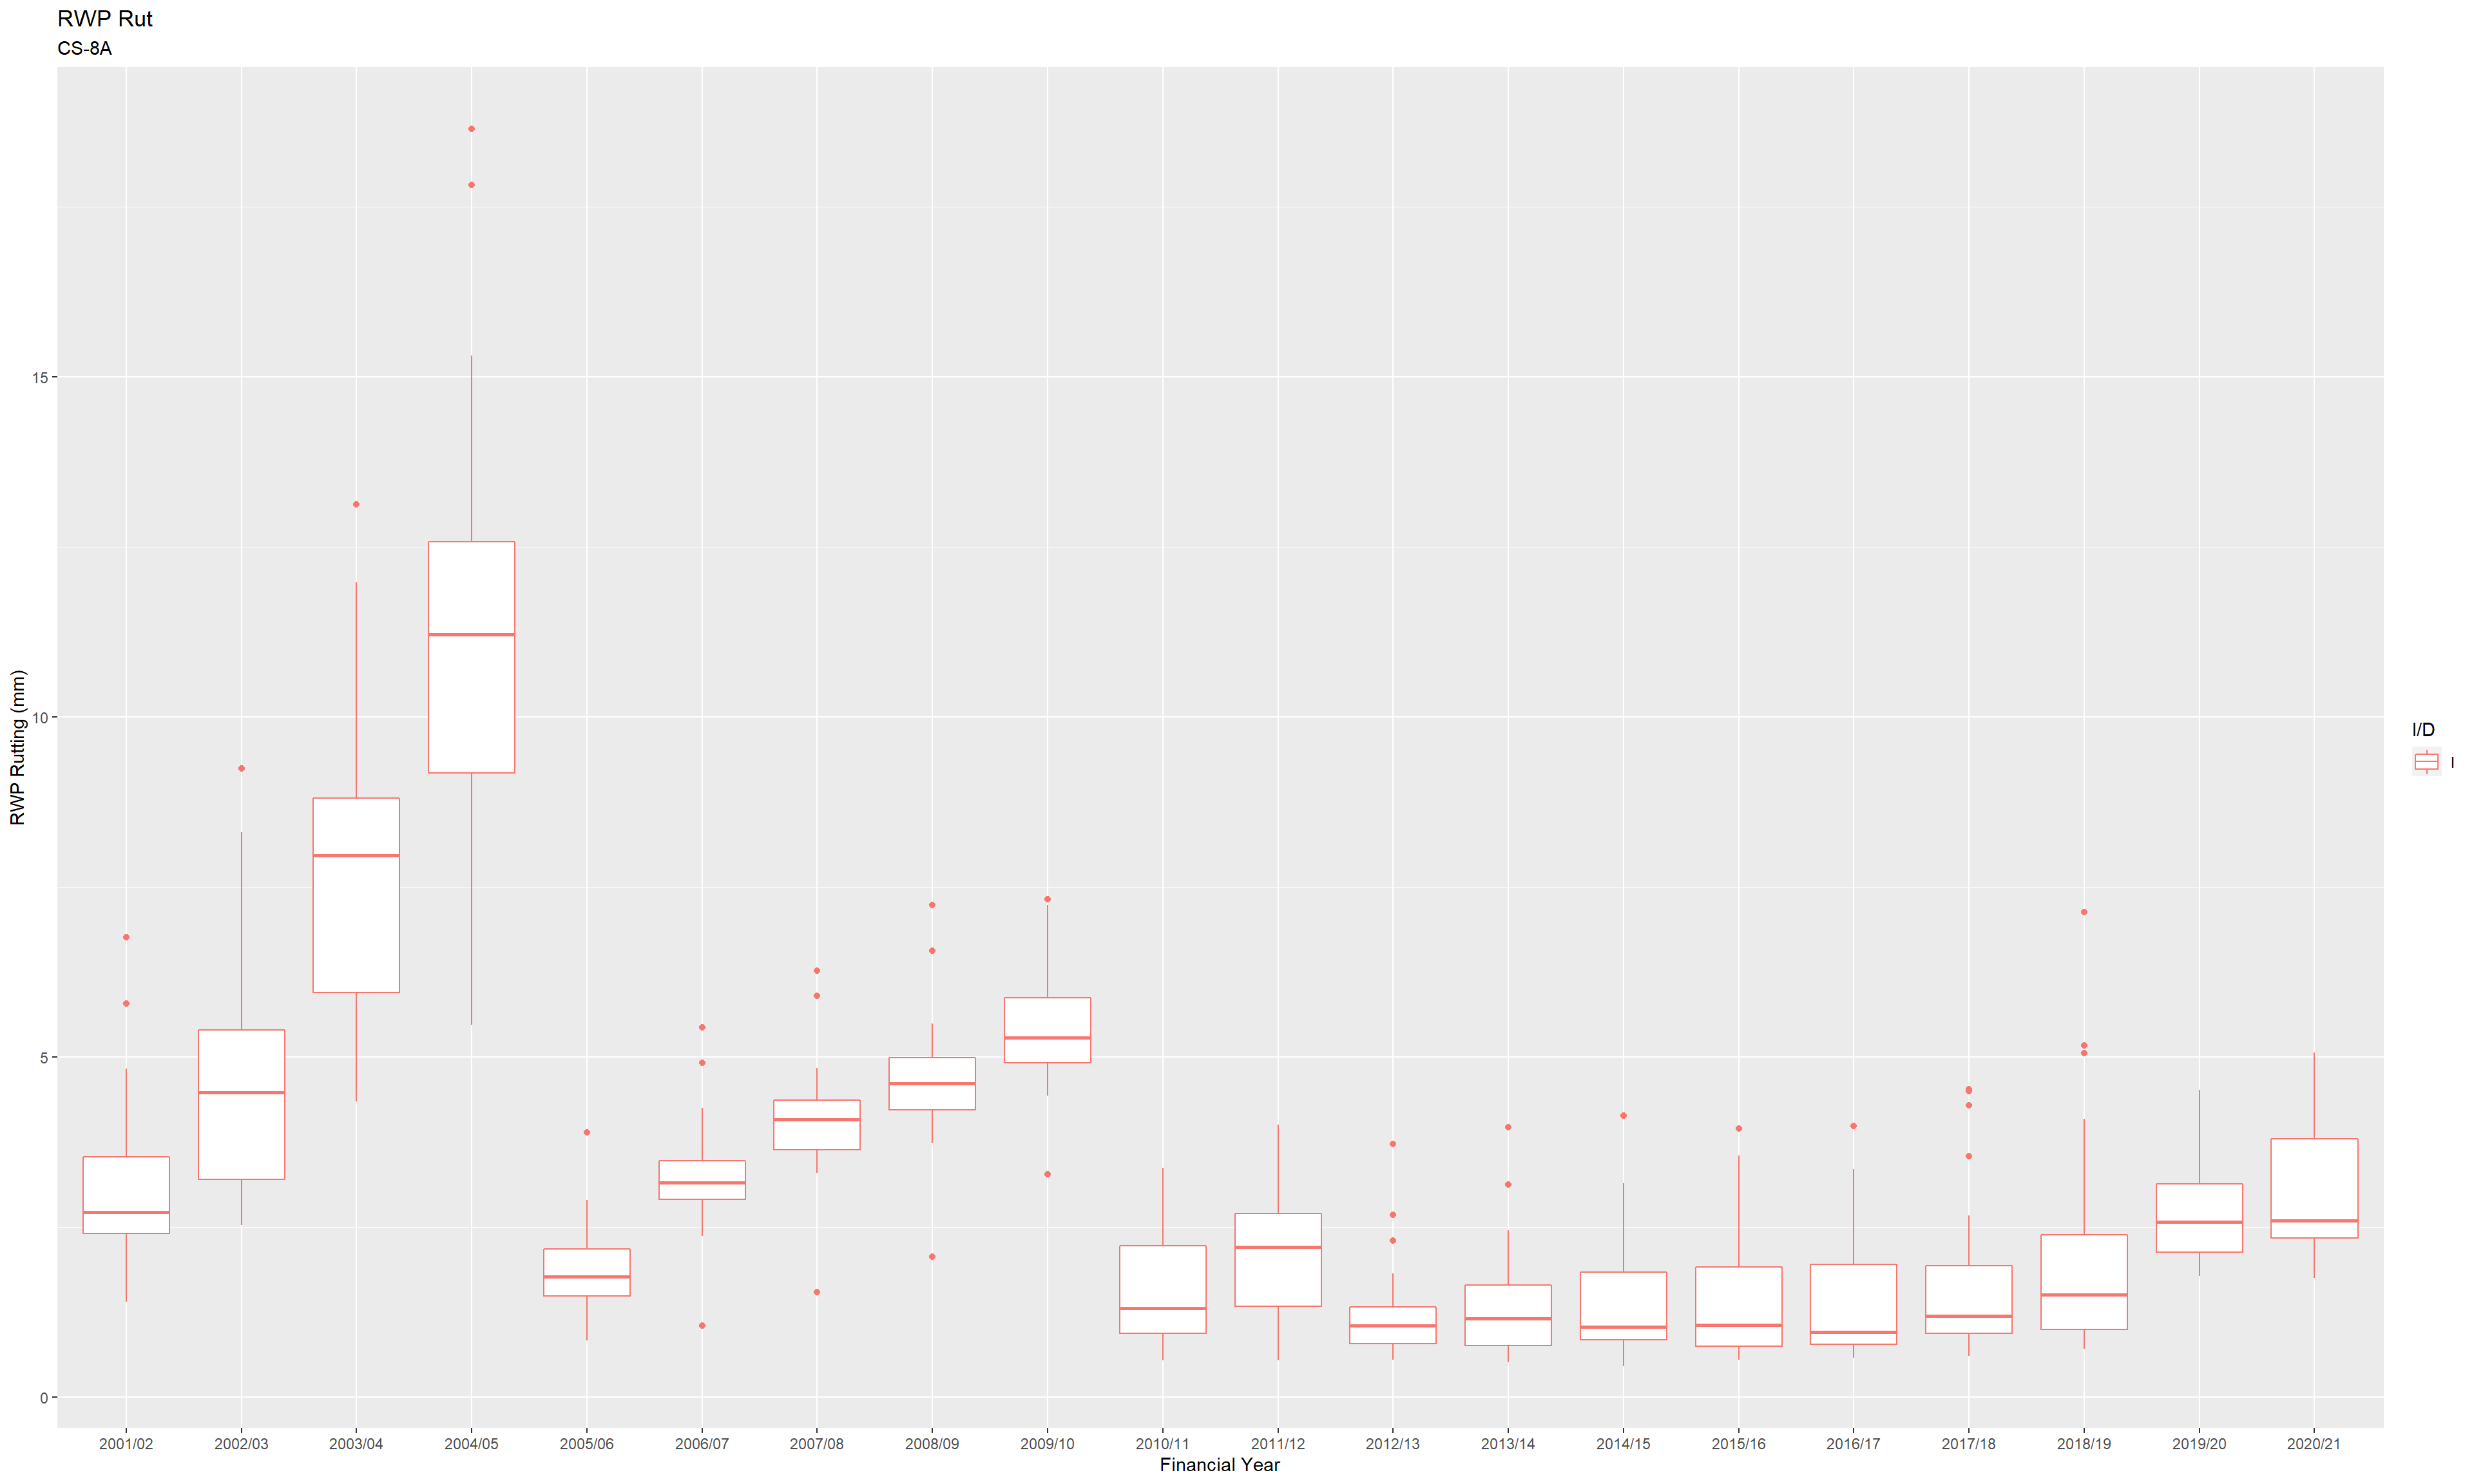 RWP Rut
CS-8A
RWP Rutting (mm)
15
10
5
0
2001/02 2002/03 2003/04 2004/05 2005/06 2006/07 2007/08 2008/09 2009/10 2010/11 2011/12 2012/13 2013/14 2014/15 2015/16 2016/17 2017/18 2018/19 2019/20 2020/21
Financial Year
I/D
I